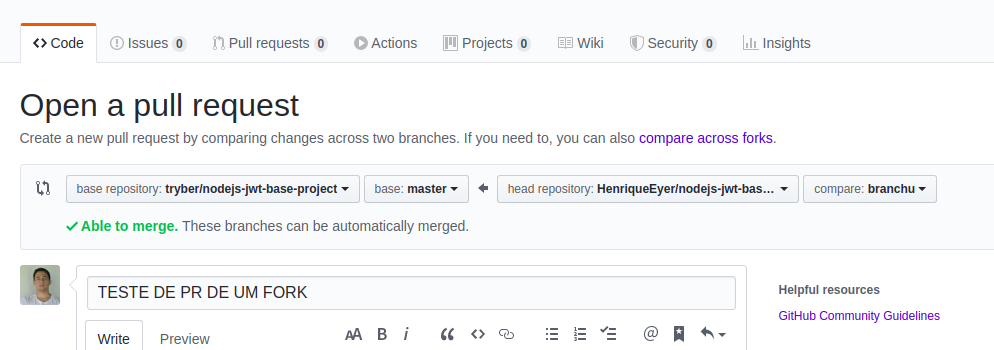 Code Issues 0 Pull requests 0 Actions Projects 0 Wiki Security 0 Insights
Open a pull request
Create a new pull request by comparing changes across two branches. If you need to, you can also compare across forks.
base repository: tryber/nodejs-jwt-base-project base: master head repository: HenriqueEyer/nodejs-jwt-bas... compare: branchu
Able to merge. These branches can be automatically merged.
TESTE DE PR DE UM FORK
Helpful resources
GitHub Community Guidelines
Write Preview AA B i